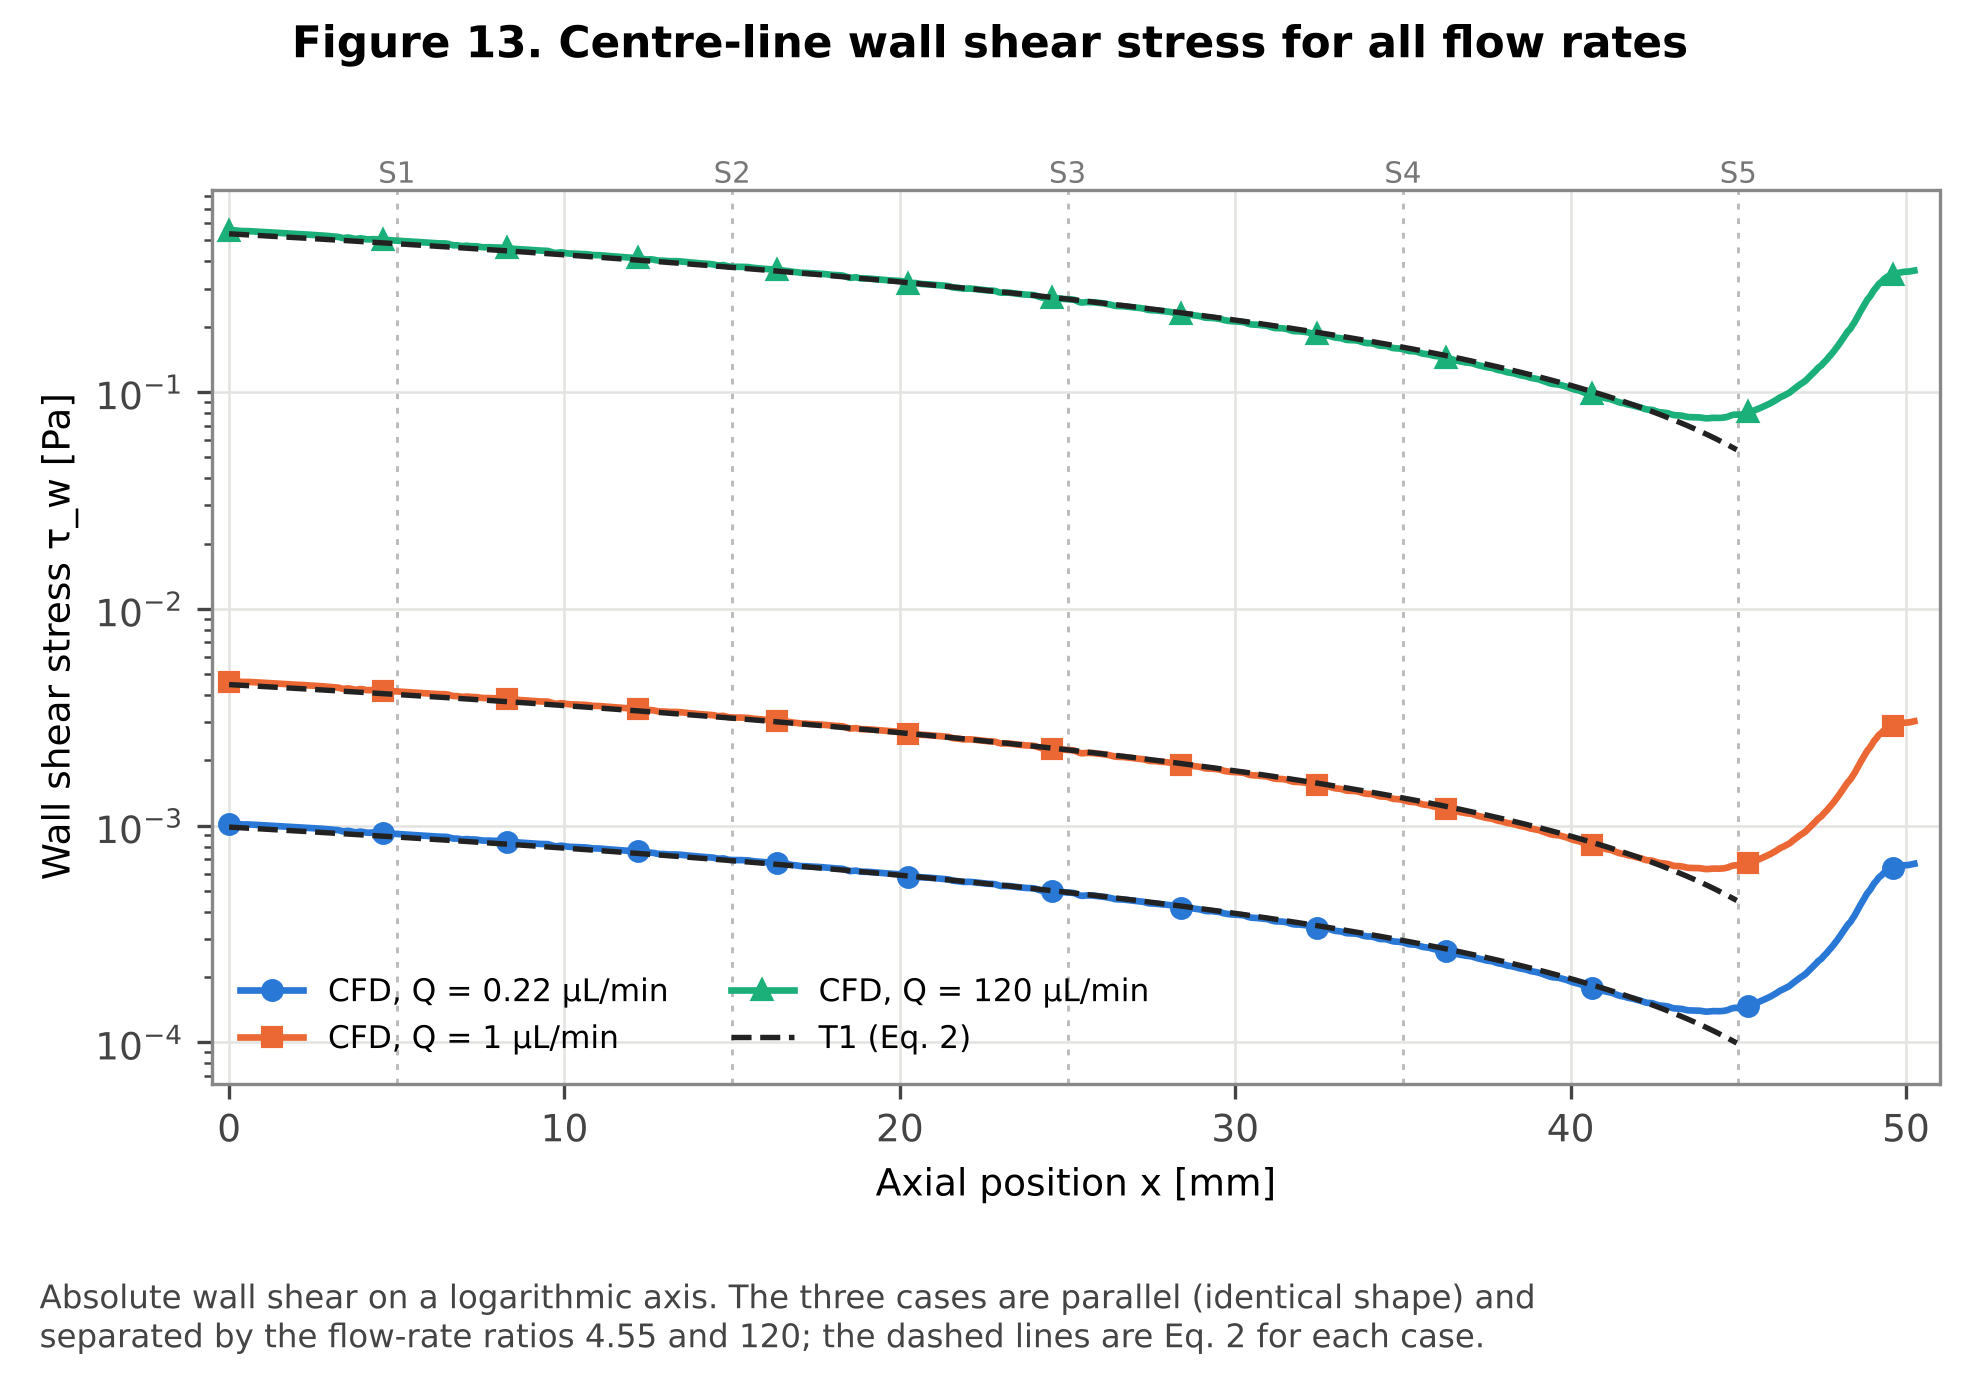 Figure 13. Centre-line wall shear stress for all flow rates
S1 S2 S3 S4 S5
Wall shear stress τ_w [Pa]
10⁻¹
10⁻²
10⁻³
10⁻⁴
CFD, Q = 0.22 µL/min
CFD, Q = 1 µL/min
CFD, Q = 120 µL/min
T1 (Eq. 2)
0 10 20 30 40 50
Axial position x [mm]
Absolute wall shear on a logarithmic axis. The three cases are parallel (identical shape) and
separated by the flow-rate ratios 4.55 and 120; the dashed lines are Eq. 2 for each case.